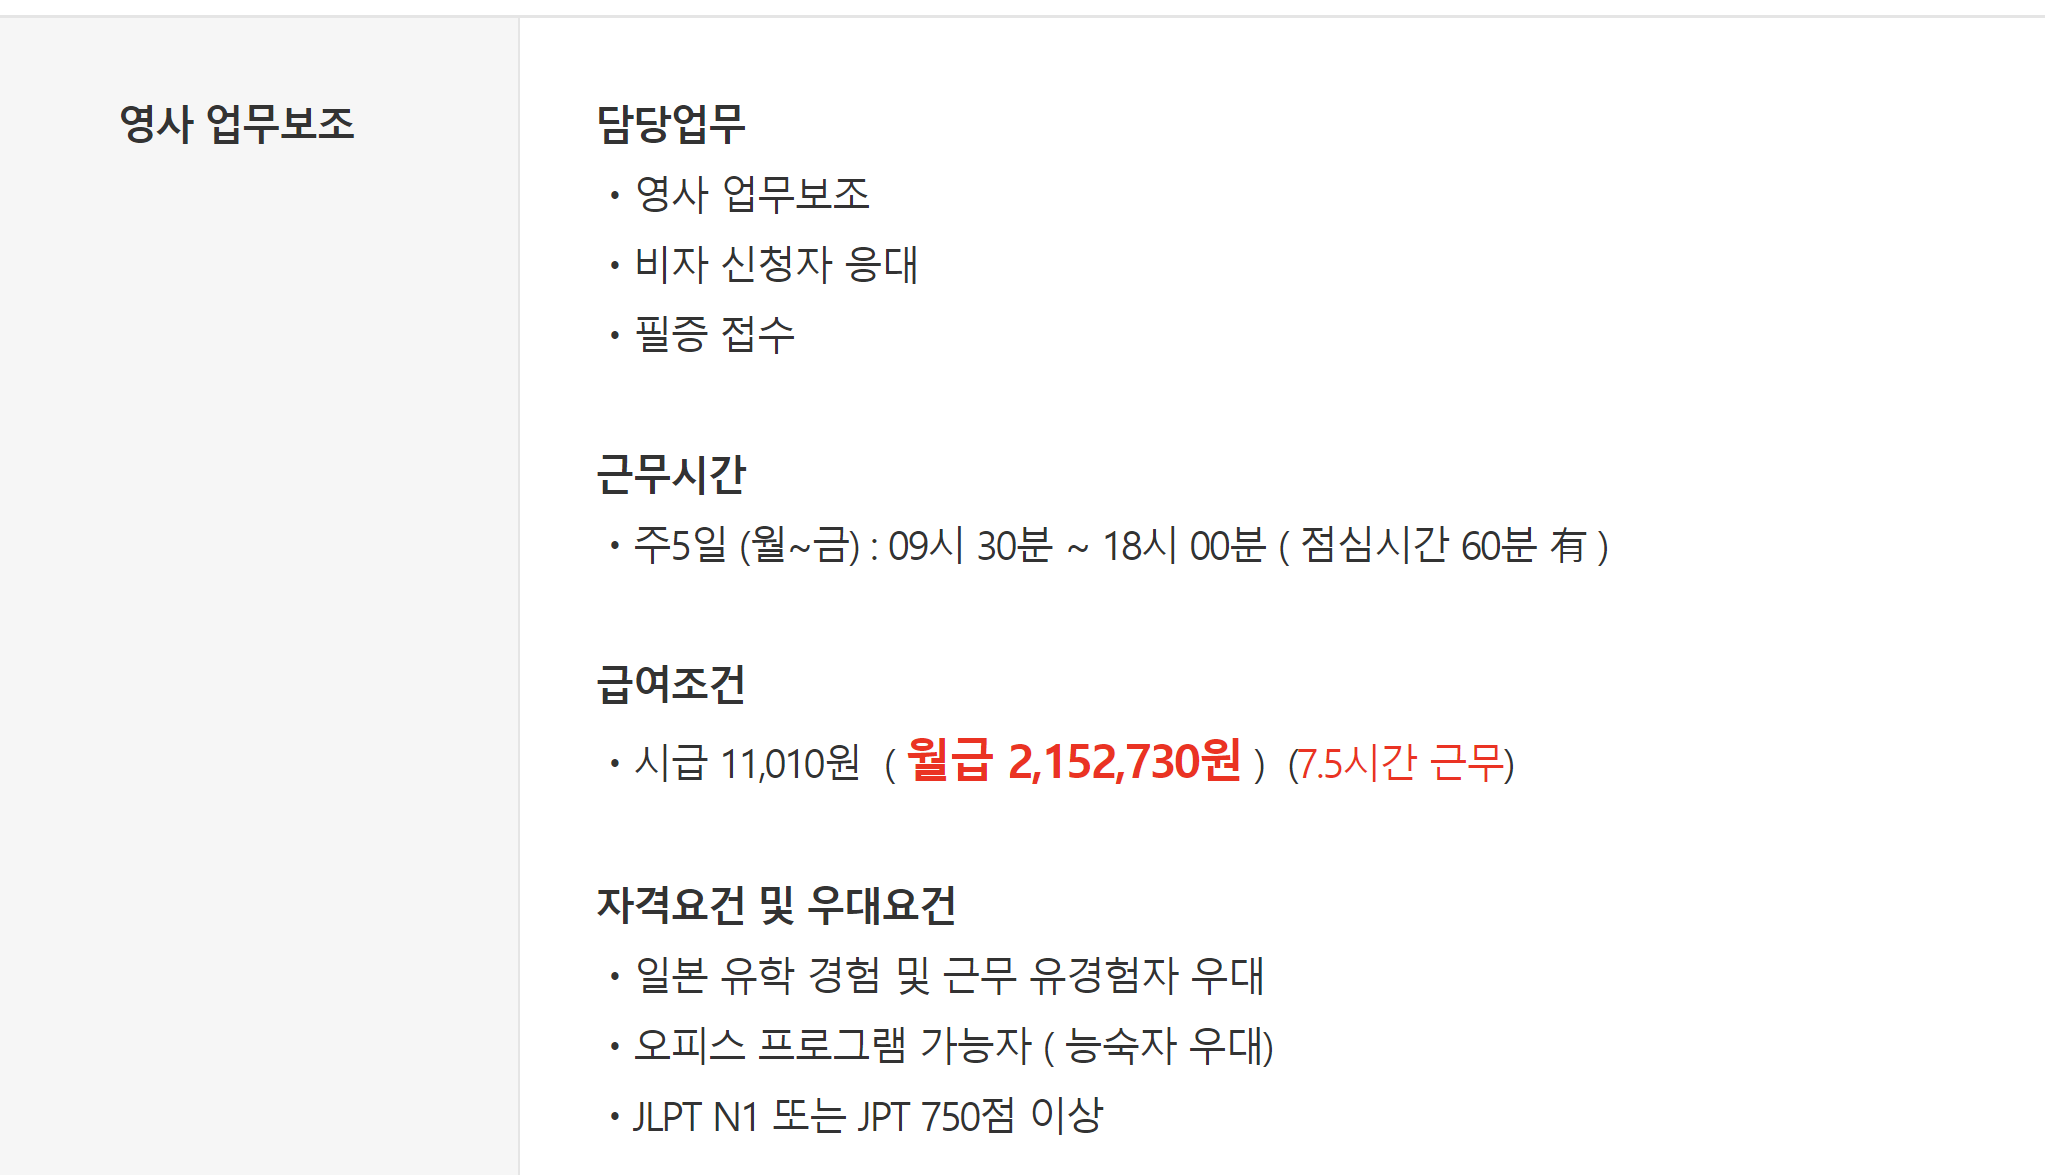 영사 업무보조
담당업무
• 영사 업무보조
• 비자 신청자 응대
• 필증 접수
근무시간
• 주5일 (월~금) : 09시 30분 ~ 18시 00분 ( 점심시간 60분 有 )
급여조건
• 시급 11,010원 ( 월급 2,152,730원 ) (7.5시간 근무)
자격요건 및 우대요건
• 일본 유학 경험 및 근무 유경험자 우대
• 오피스 프로그램 가능자 ( 능숙자 우대)
• JLPT N1 또는 JPT 750점 이상